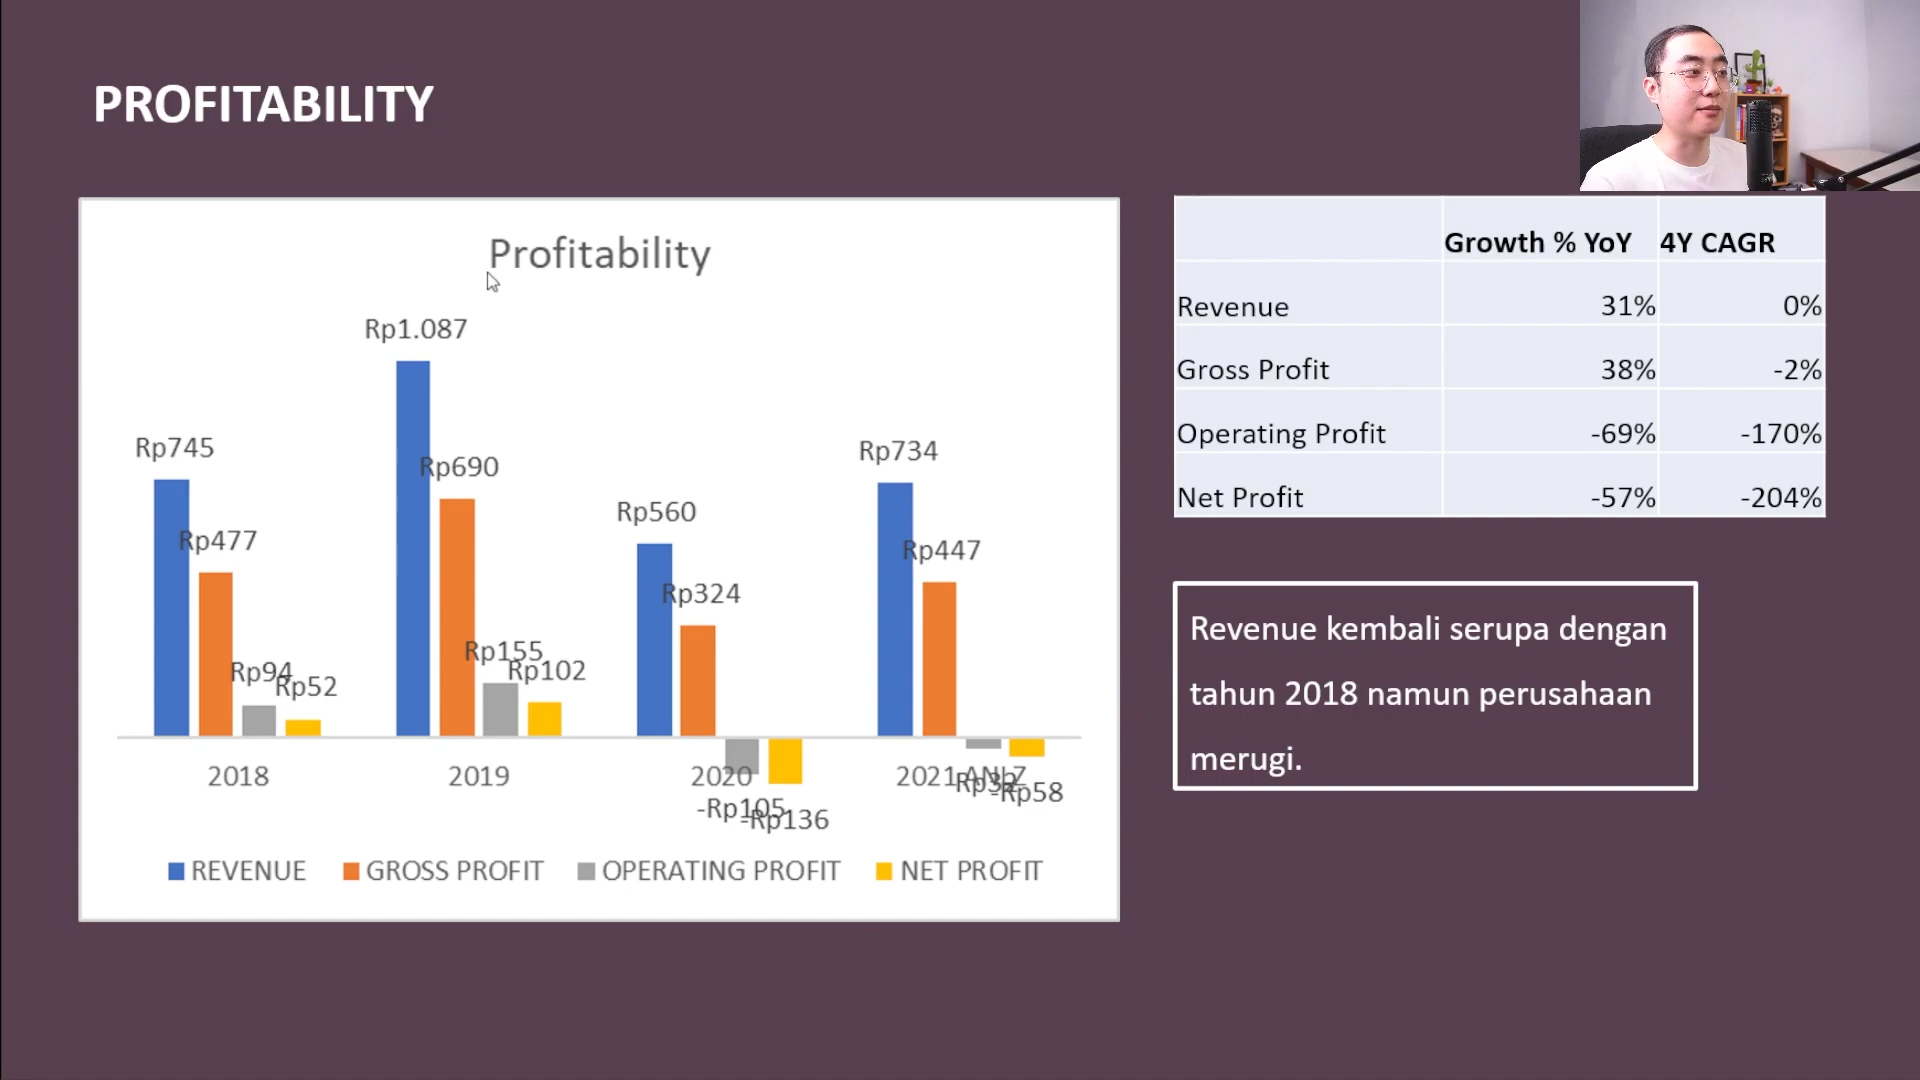 PROFITABILITY
Profitability
Rp1.087
Rp745
Rp734
Rp690
Rp560
Rp477
Rp447
Rp324
Rp155
Rp102
Rp94
Rp52
2018
2019
2020
2021 ANLZ
-Rp58
-Rp105
-Rp136
REVENUE
GROSS PROFIT
OPERATING PROFIT
NET PROFIT
Growth % YoY 4Y CAGR
Revenue 31% 0%
Gross Profit 38% -2%
Operating Profit -69% -170%
Net Profit -57% -204%
Revenue kembali serupa dengan
tahun 2018 namun perusahaan
merugi.